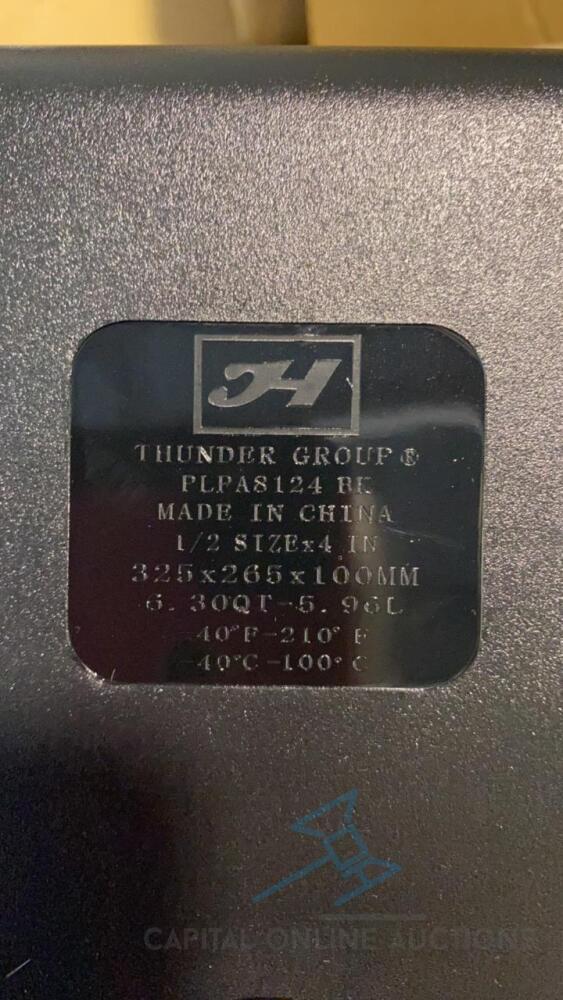 THUNDER GROUP ®
PLPA8124 BK
MADE IN CHINA
1/2 SIZEx4 IN
325x265x100MM
6.30QT-5.96L
-40°F-210°F
-40°C-100°C
CAPITAL ONLINE AUCTIONS